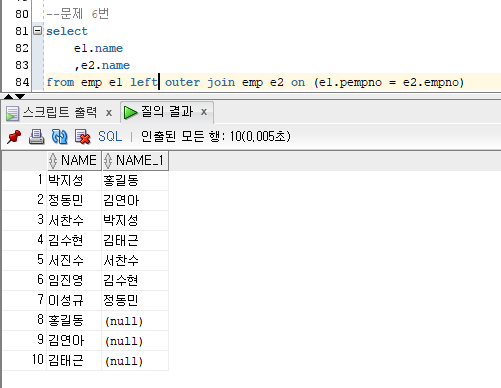 80 --문제 6번
81 select
82 e1.name
83 ,e2.name
84 from emp e1 left outer join emp e2 on (e1.pempno = e2.empno)
스크립트 출력 x 질의 결과 x
SQL | 인출된 모든 행: 10(0,005초)
NAME NAME_1
1 박지성 홍길동
2 정동민 김연아
3 서찬수 박지성
4 김수현 김태근
5 서진수 서찬수
6 임진영 김수현
7 이성규 정동민
8 홍길동 (null)
9 김연아 (null)
10 김태근 (null)